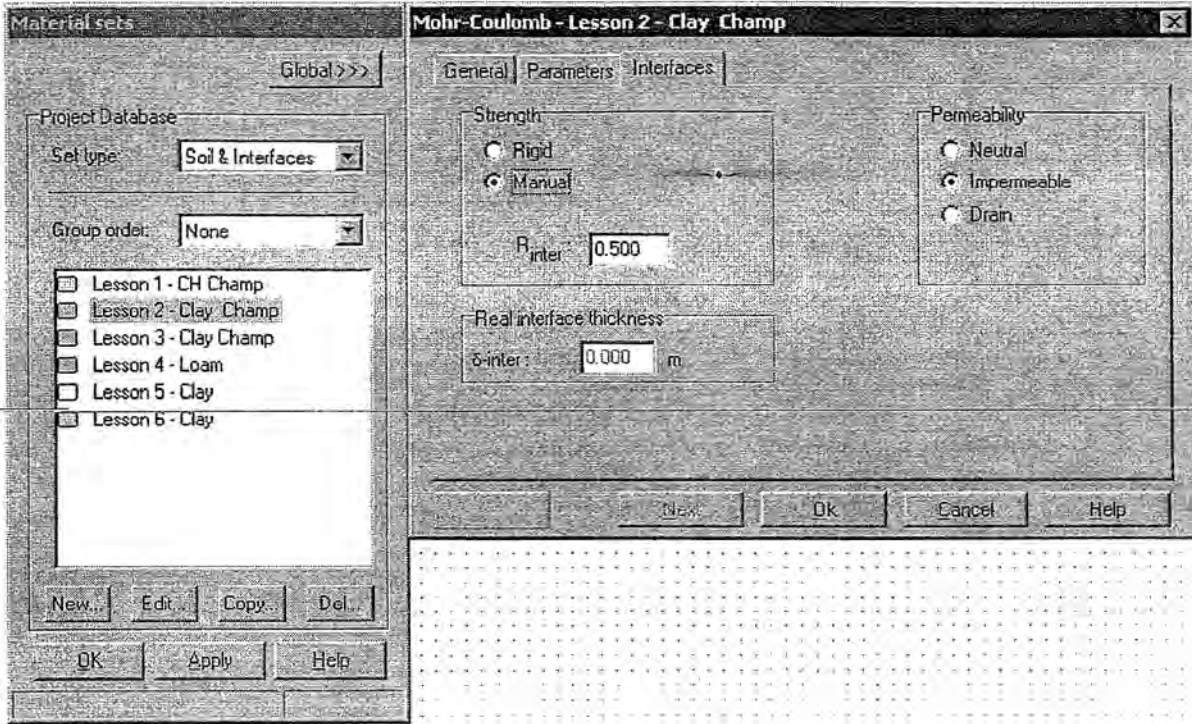 Material sets
Global >>>
Project Database
Set type: Soil & Interfaces
Group order: None
Lesson 1 - CH Champ
Lesson 2 - Clay Champ
Lesson 3 - Clay Champ
Lesson 4 - Loam
Lesson 5 - Clay
Lesson 6 - Clay
New... Edit... Copy... Del...
OK Apply Help
Mohr-Coulomb - Lesson 2 - Clay Champ
General Parameters Interfaces
Strength
Rigid
Manual
R inter 0.500
Real interface thickness
δ-inter : 0.000 m
Permeability
Neutral
Impermeable
Drain
Next Ok Cancel Help